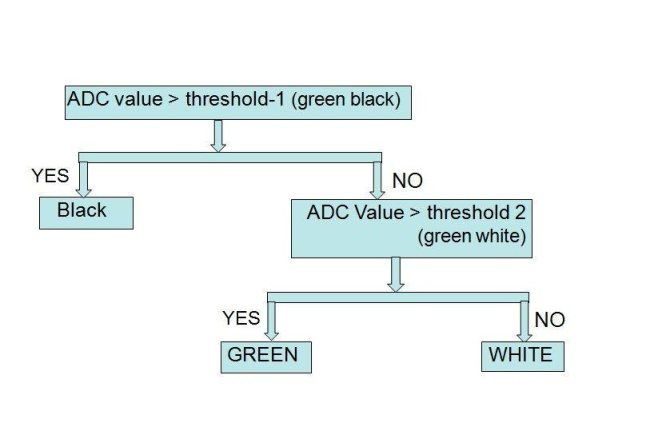 ADC value > threshold-1 (green black)
YES
NO
Black
ADC Value > threshold 2
(green white)
YES
NO
GREEN
WHITE